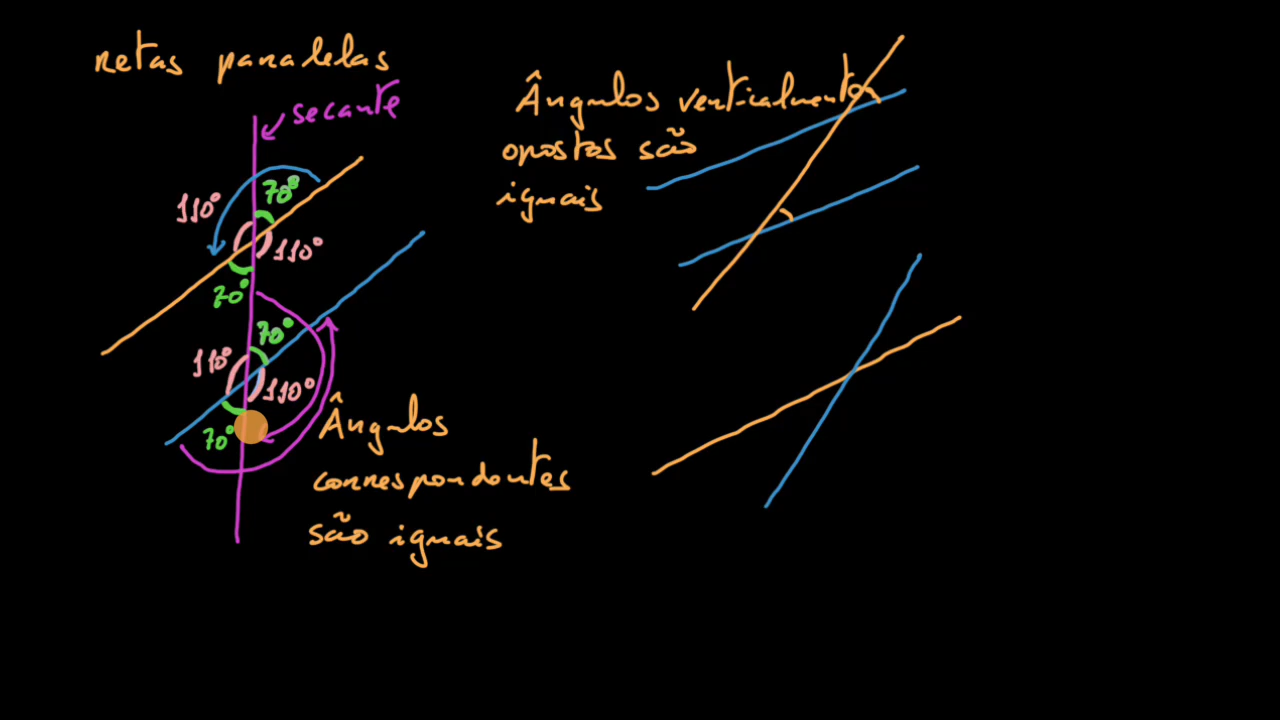 retas paralelas
secante
Ângulos verticalmente
opostos são
iguais
70°
110°
110°
70°
70°
110°
110°
70°
Ângulos
correspondentes
são iguais